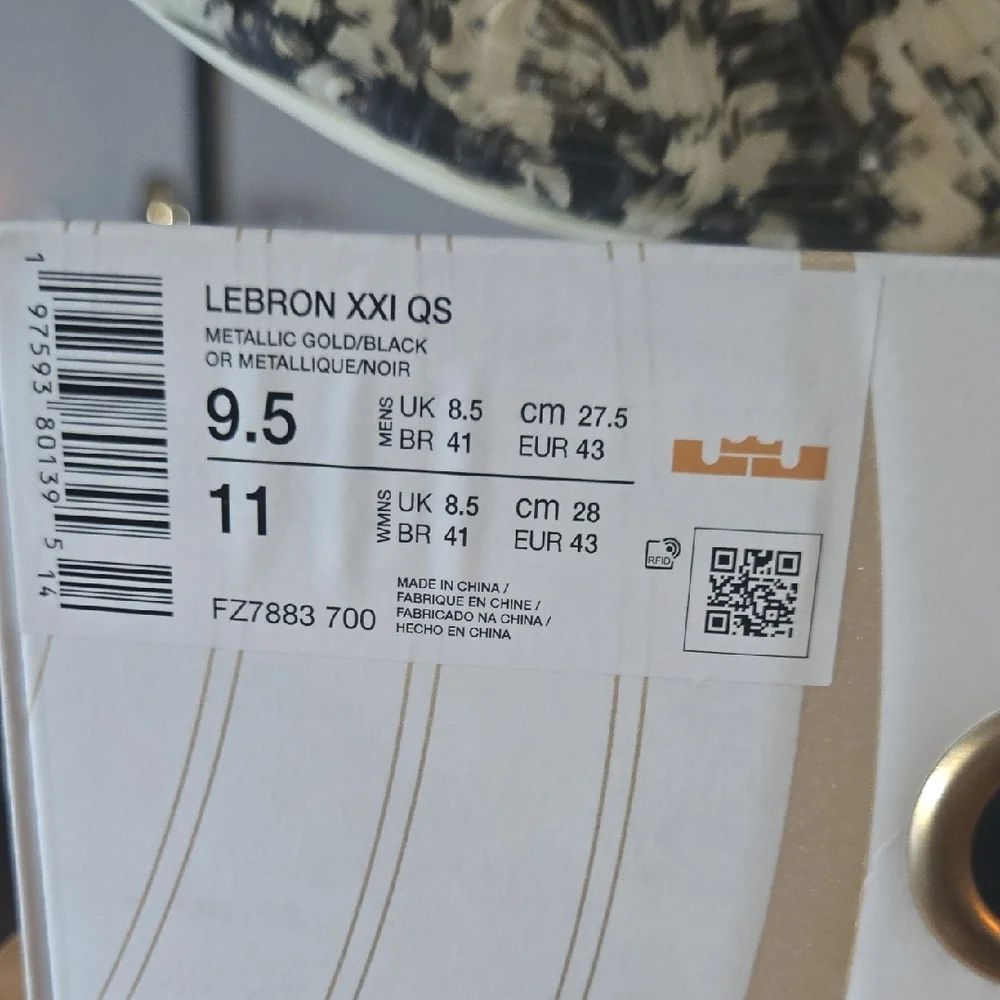 LEBRON XXI QS
METALLIC GOLD/BLACK
OR METALLIQUE/NOIR
9.5 MENS UK 8.5 cm 27.5
BR 41 EUR 43
11 WMNS UK 8.5 cm 28
BR 41 EUR 43
FZ7883 700
MADE IN CHINA /
FABRIQUE EN CHINE /
FABRICADO NA CHINA /
HECHO EN CHINA
RFID
1 97593 80139 5 14